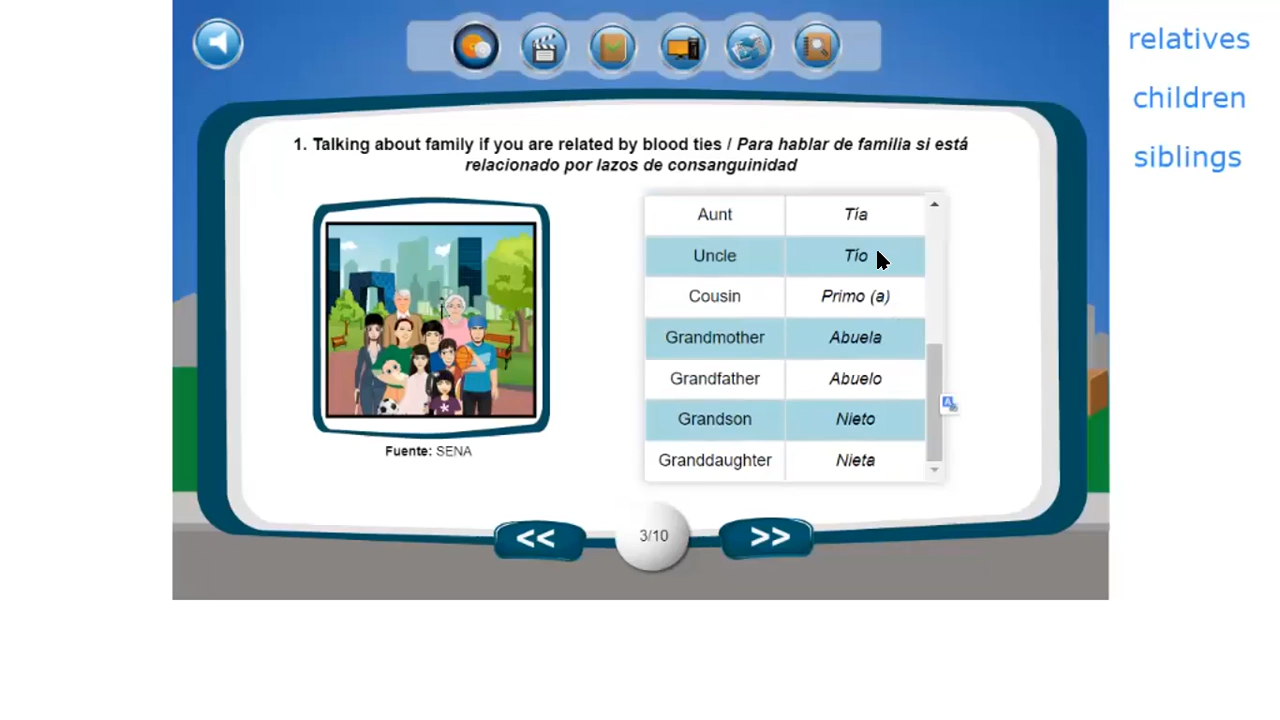 relatives
children
siblings
1. Talking about family if you are related by blood ties / Para hablar de familia si está
relacionado por lazos de consanguinidad
Aunt Tía
Uncle Tío
Cousin Primo (a)
Grandmother Abuela
Grandfather Abuelo
Grandson Nieto
Granddaughter Nieta
Fuente: SENA
<< 3/10 >>